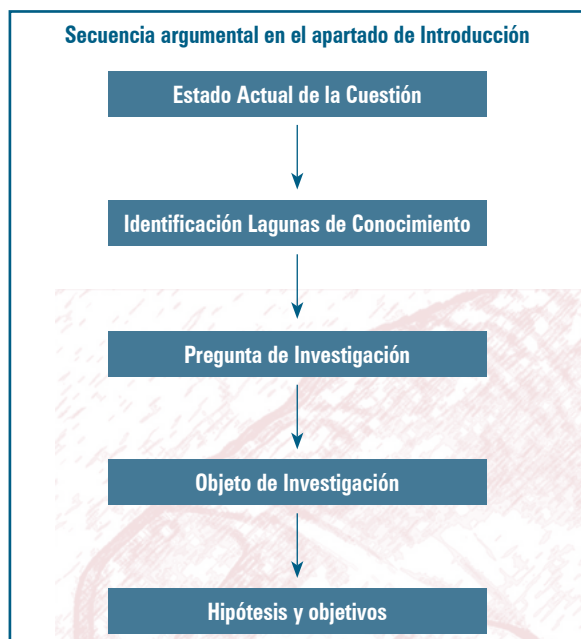 Secuencia argumental en el apartado de Introducción
Estado Actual de la Cuestión
Identificación Lagunas de Conocimiento
Pregunta de Investigación
Objeto de Investigación
Hipótesis y objetivos